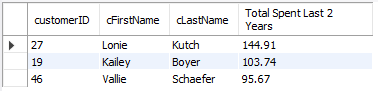 customerID cFirstName cLastName Total Spent Last 2
Years
27 Lonie Kutch 144.91
19 Kailey Boyer 103.74
46 Vallie Schaefer 95.67